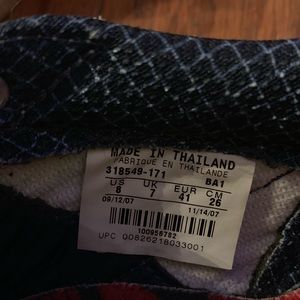 MADE IN THAILAND
FABRIQUE EN THAILANDE
318549-171 BA1
US UK EUR CM
8 7 41 26
09/12/07 11/14/07
100956782
UPC 00826218033001